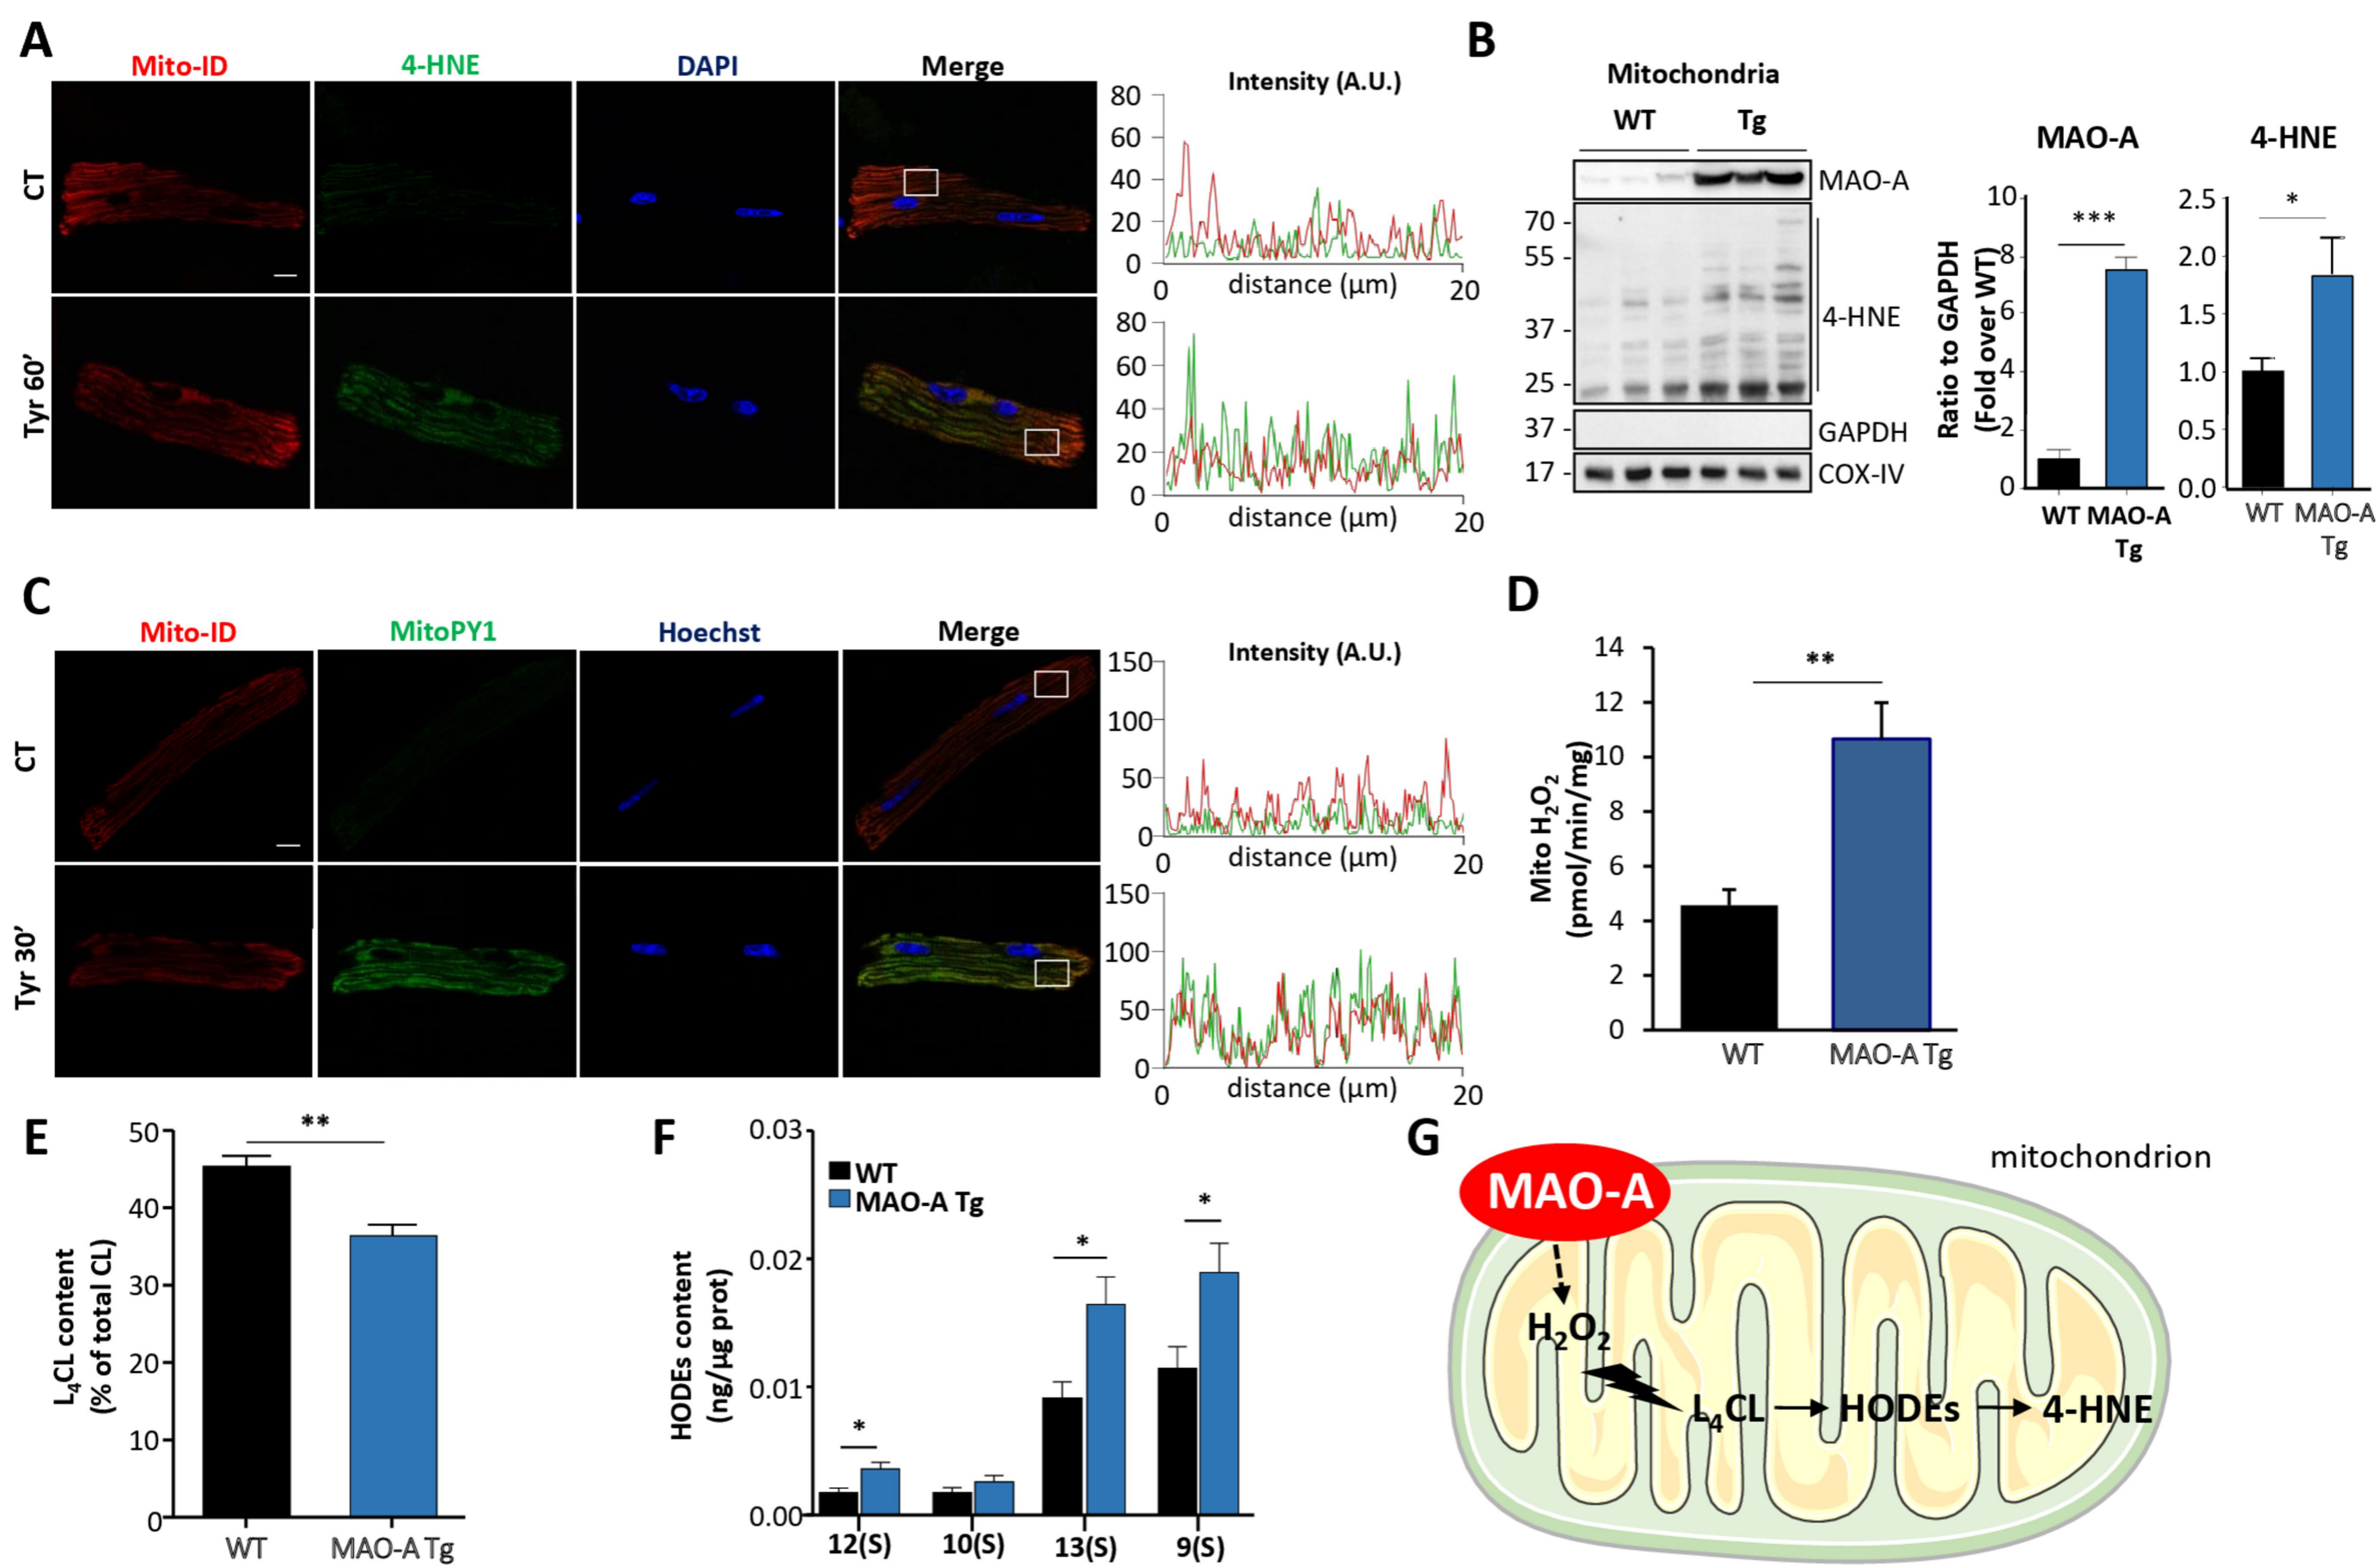 A
Mito-ID 4-HNE DAPI Merge
CT
Tyr 60’
Intensity (A.U.)
80
60
40
20
0
0 distance (µm) 20
80
60
40
20
0
0 distance (µm) 20
B
Mitochondria
WT Tg
MAO-A
70 -
55 -
37 -
25 -
4-HNE
37 -
GAPDH
17 -
COX-IV
Ratio to GAPDH
(Fold over WT)
MAO-A
10
8
6
4
2
0
***
WT MAO-A
Tg
4-HNE
2.5
2.0
1.5
1.0
0.5
0.0
*
WT MAO-A
Tg
C
Mito-ID MitoPY1 Hoechst Merge
CT
Tyr 30’
Intensity (A.U.)
150
100
50
0
0 distance (µm) 20
150
100
50
0
0 distance (µm) 20
D
Mito H2O2
(pmol/min/mg)
14
12
10
8
6
4
2
0
**
WT MAO-A Tg
E
L4CL content
(% of total CL)
50
40
30
20
10
0
**
WT MAO-A Tg
F
HODEs content
(ng/µg prot)
0.03
0.02
0.01
0.00
WT
MAO-A Tg
*
*
*
12(S) 10(S) 13(S) 9(S)
G
mitochondrion
MAO-A
H2O2
L4CL HODEs 4-HNE